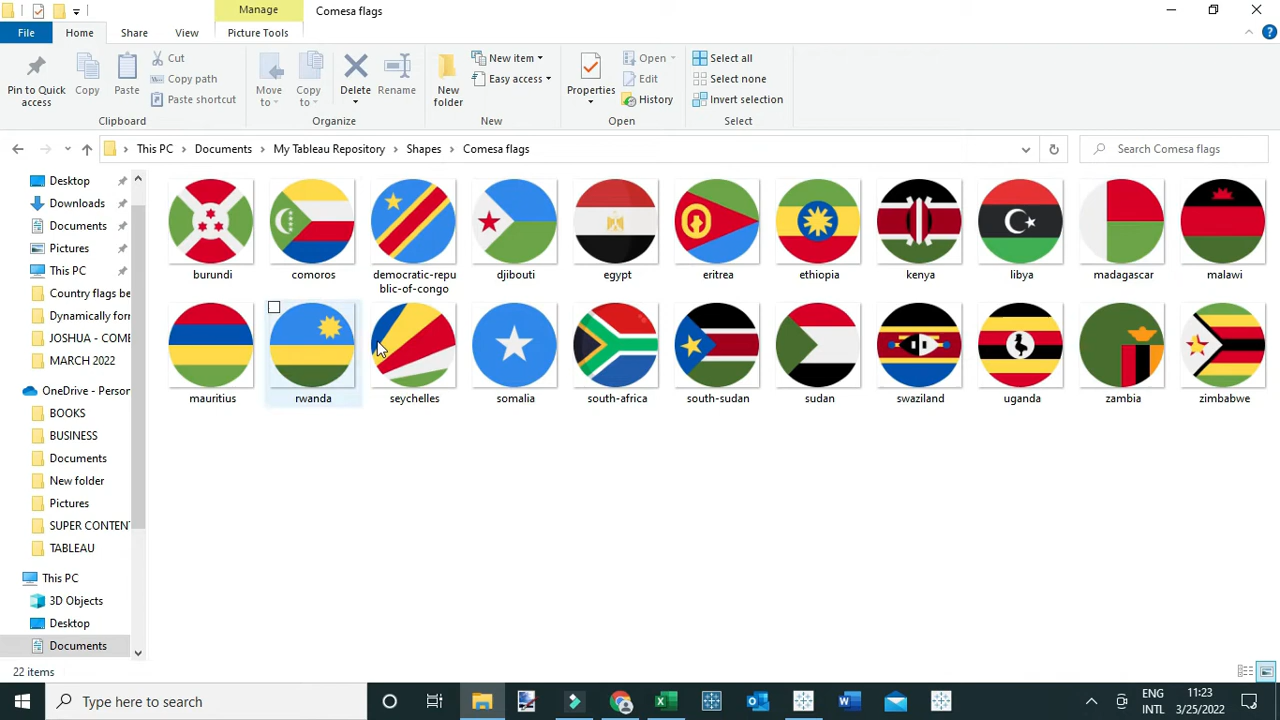 Manage
Comesa flags
File
Home
Share
View
Picture Tools
Pin to Quick
access
Copy
Paste
Cut
Copy path
Paste shortcut
Clipboard
Move
to
Copy
to
Delete
Rename
Organize
New
folder
New item
Easy access
New
Properties
Open
Edit
History
Open
Select all
Select none
Invert selection
Select
This PC
Documents
My Tableau Repository
Shapes
Comesa flags
Search Comesa flags
Desktop
Downloads
Documents
Pictures
This PC
Country flags be
Dynamically for
JOSHUA - COME
MARCH 2022
OneDrive - Person
BOOKS
BUSINESS
Documents
New folder
Pictures
SUPER CONTENT
TABLEAU
This PC
3D Objects
Desktop
Documents
burundi
comoros
democratic-repu
blic-of-congo
djibouti
egypt
eritrea
ethiopia
kenya
libya
madagascar
malawi
mauritius
rwanda
seychelles
somalia
south-africa
south-sudan
sudan
swaziland
uganda
zambia
zimbabwe
22 items
Type here to search
ENG
INTL
11:23
3/25/2022